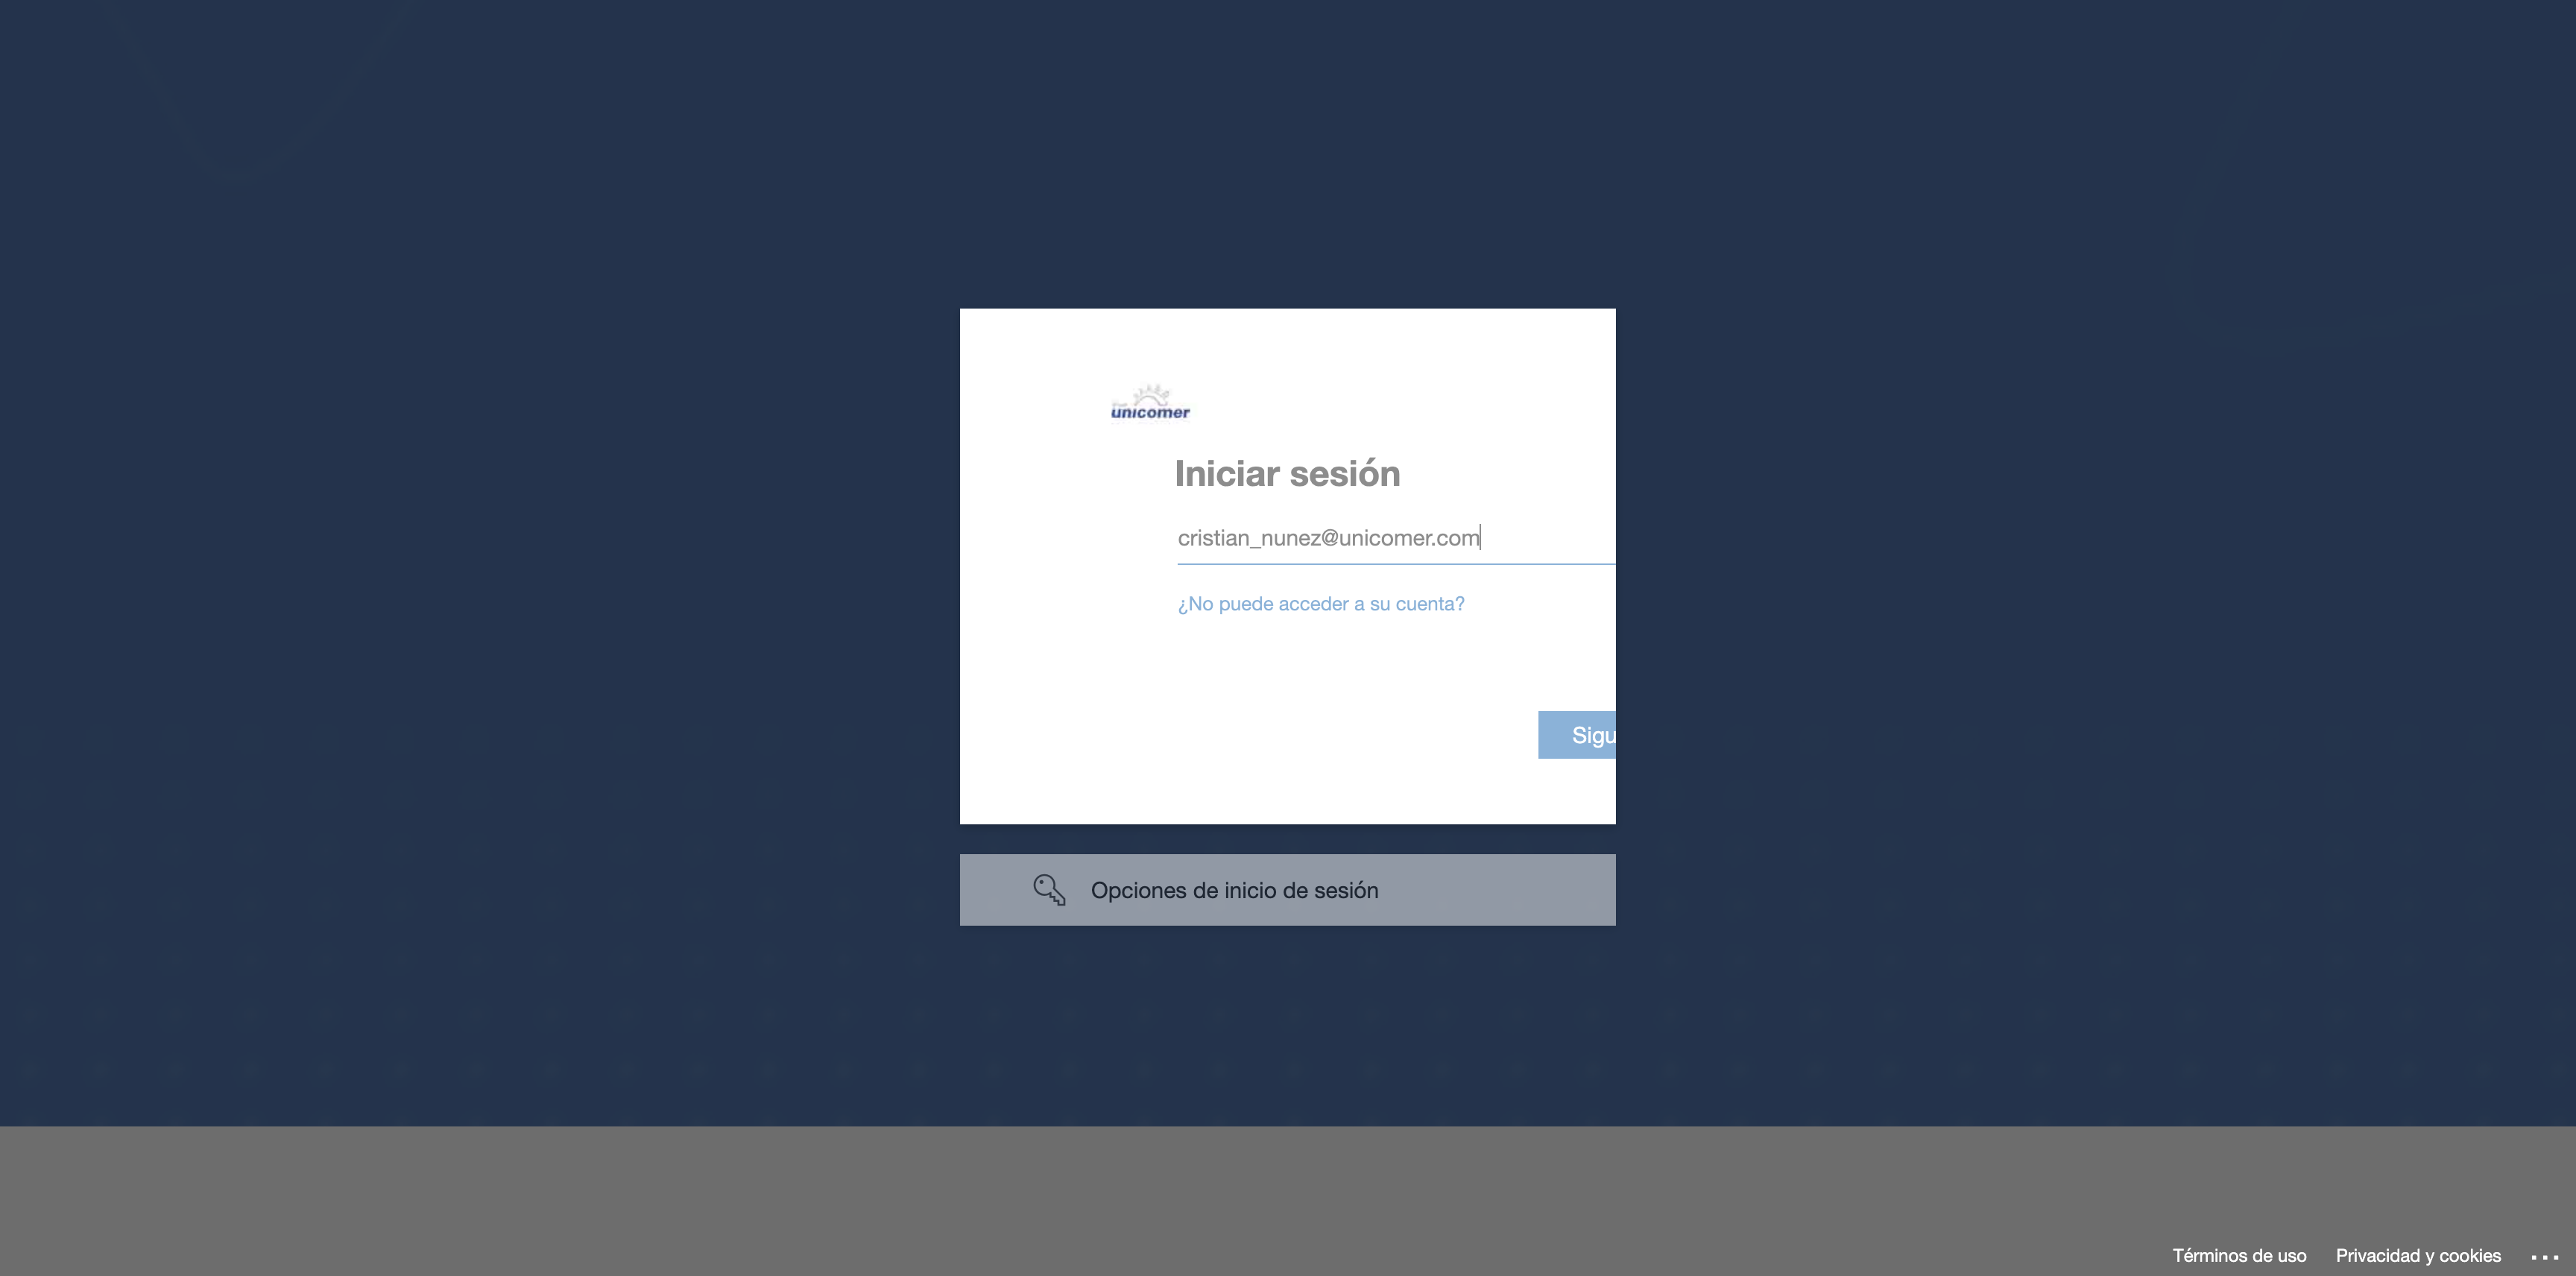 unicomer
Iniciar sesión
cristian_nunez@unicomer.com
¿No puede acceder a su cuenta?
Sigu
Opciones de inicio de sesión
Términos de uso Privacidad y cookies ...